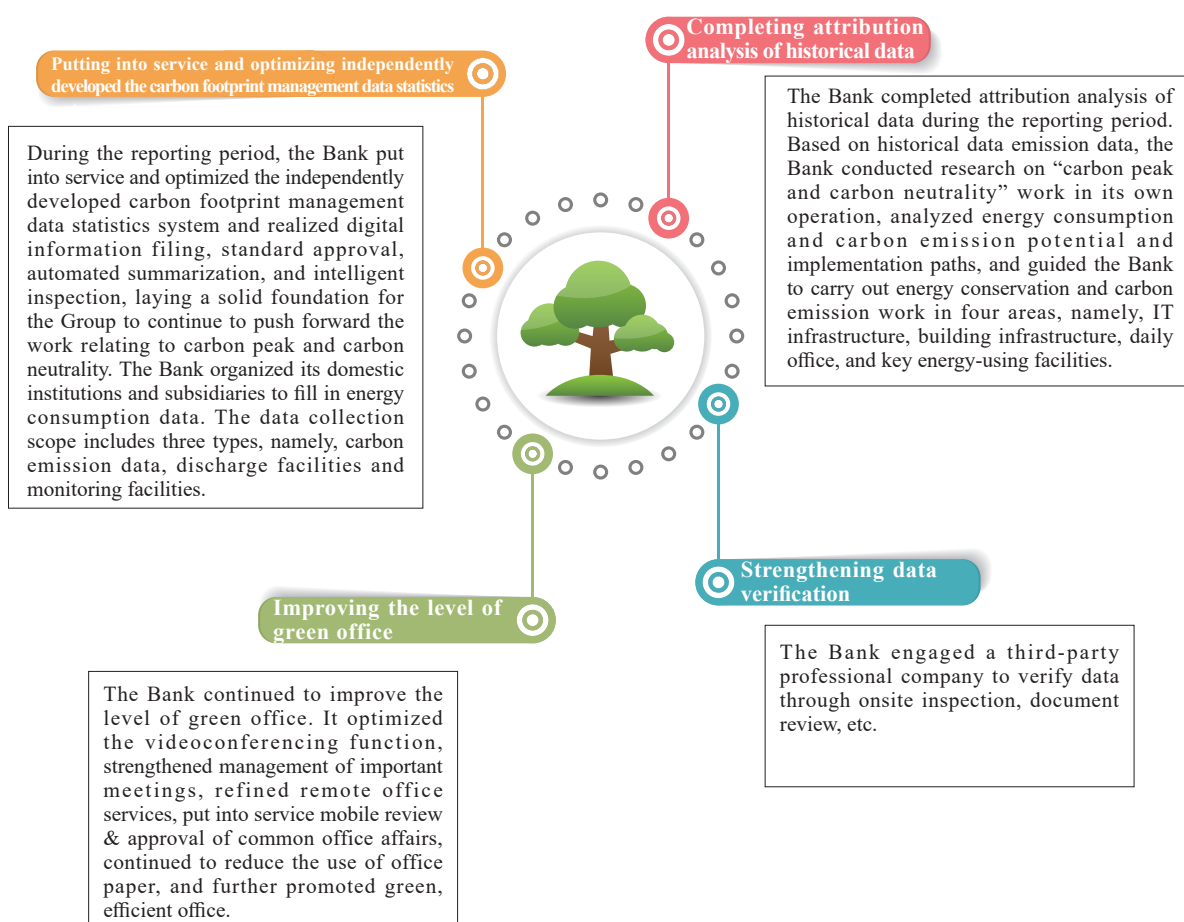 Putting into service and optimizing independently
developed the carbon footprint management data statistics
During the reporting period, the Bank put
into service and optimized the independently
developed carbon footprint management
data statistics system and realized digital
information filing, standard approval,
automated summarization, and intelligent
inspection, laying a solid foundation for
the Group to continue to push forward the
work relating to carbon peak and carbon
neutrality. The Bank organized its domestic
institutions and subsidiaries to fill in energy
consumption data. The data collection
scope includes three types, namely, carbon
emission data, discharge facilities and
monitoring facilities.
Completing attribution
analysis of historical data
The Bank completed attribution analysis of
historical data during the reporting period.
Based on historical data emission data, the
Bank conducted research on “carbon peak
and carbon neutrality” work in its own
operation, analyzed energy consumption
and carbon emission potential and
implementation paths, and guided the Bank
to carry out energy conservation and carbon
emission work in four areas, namely, IT
infrastructure, building infrastructure, daily
office, and key energy-using facilities.
Improving the level of
green office
The Bank continued to improve the
level of green office. It optimized
the videoconferencing function,
strengthened management of important
meetings, refined remote office
services, put into service mobile review
& approval of common office affairs,
continued to reduce the use of office
paper, and further promoted green,
efficient office.
Strengthening data
verification
The Bank engaged a third-party
professional company to verify data
through onsite inspection, document
review, etc.